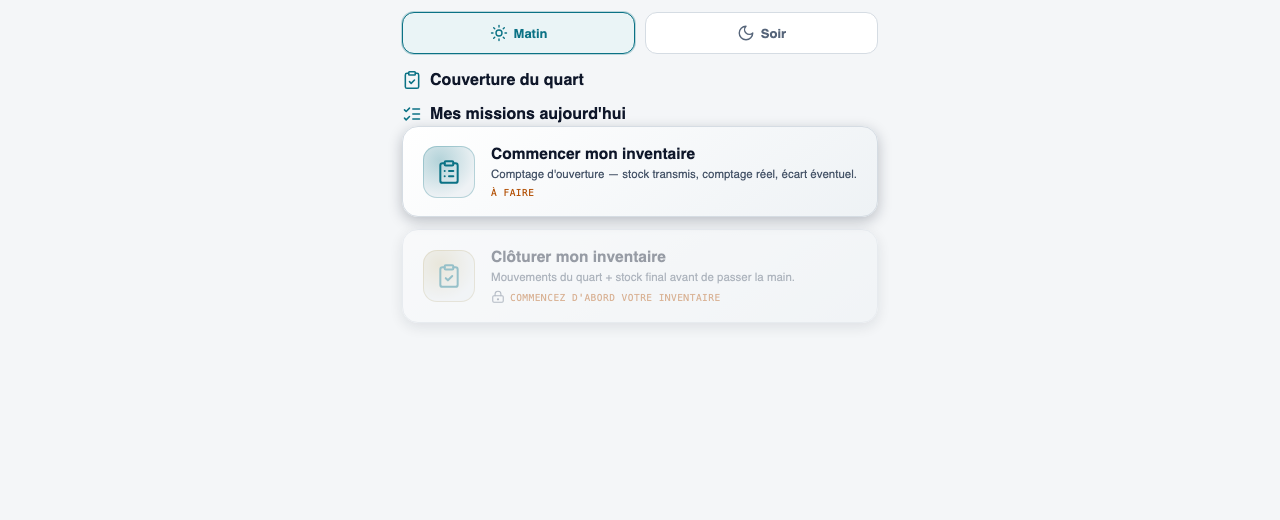 Matin
Soir
Couverture du quart
Mes missions aujourd'hui
Commencer mon inventaire
Comptage d'ouverture — stock transmis, comptage réel, écart éventuel.
À FAIRE
Clôturer mon inventaire
Mouvements du quart + stock final avant de passer la main.
COMMENCEZ D'ABORD VOTRE INVENTAIRE